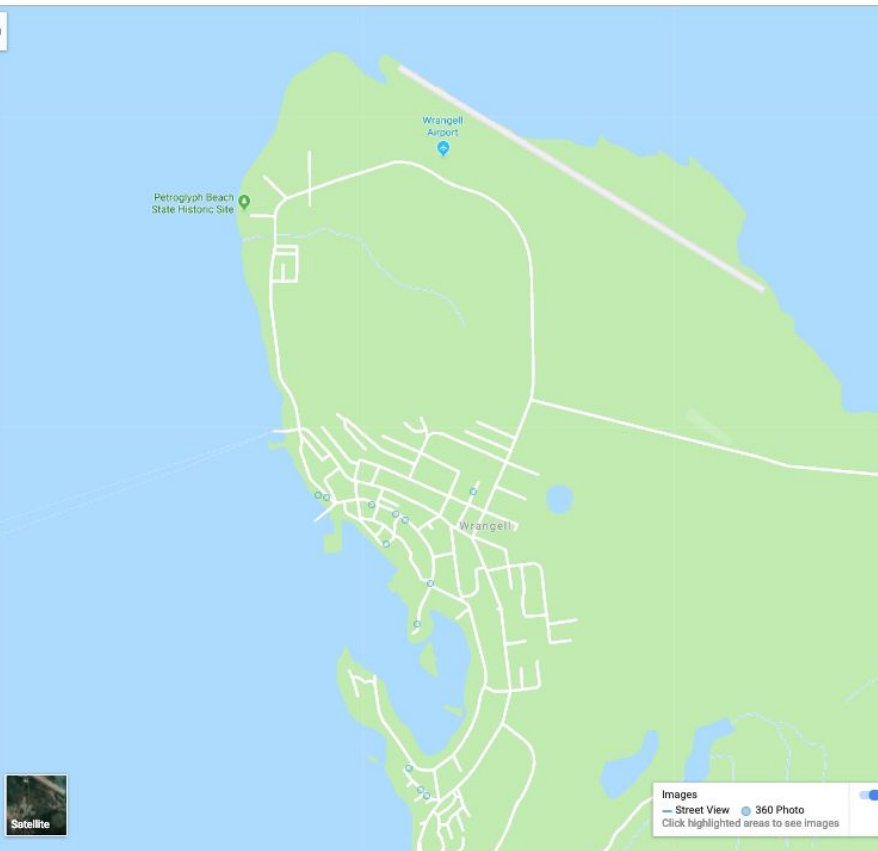 Wrangell
Airport
Petroglyph Beach
State Historic Site
Wrangell
Satellite
Images
Street View
360 Photo
Click highlighted areas to see images